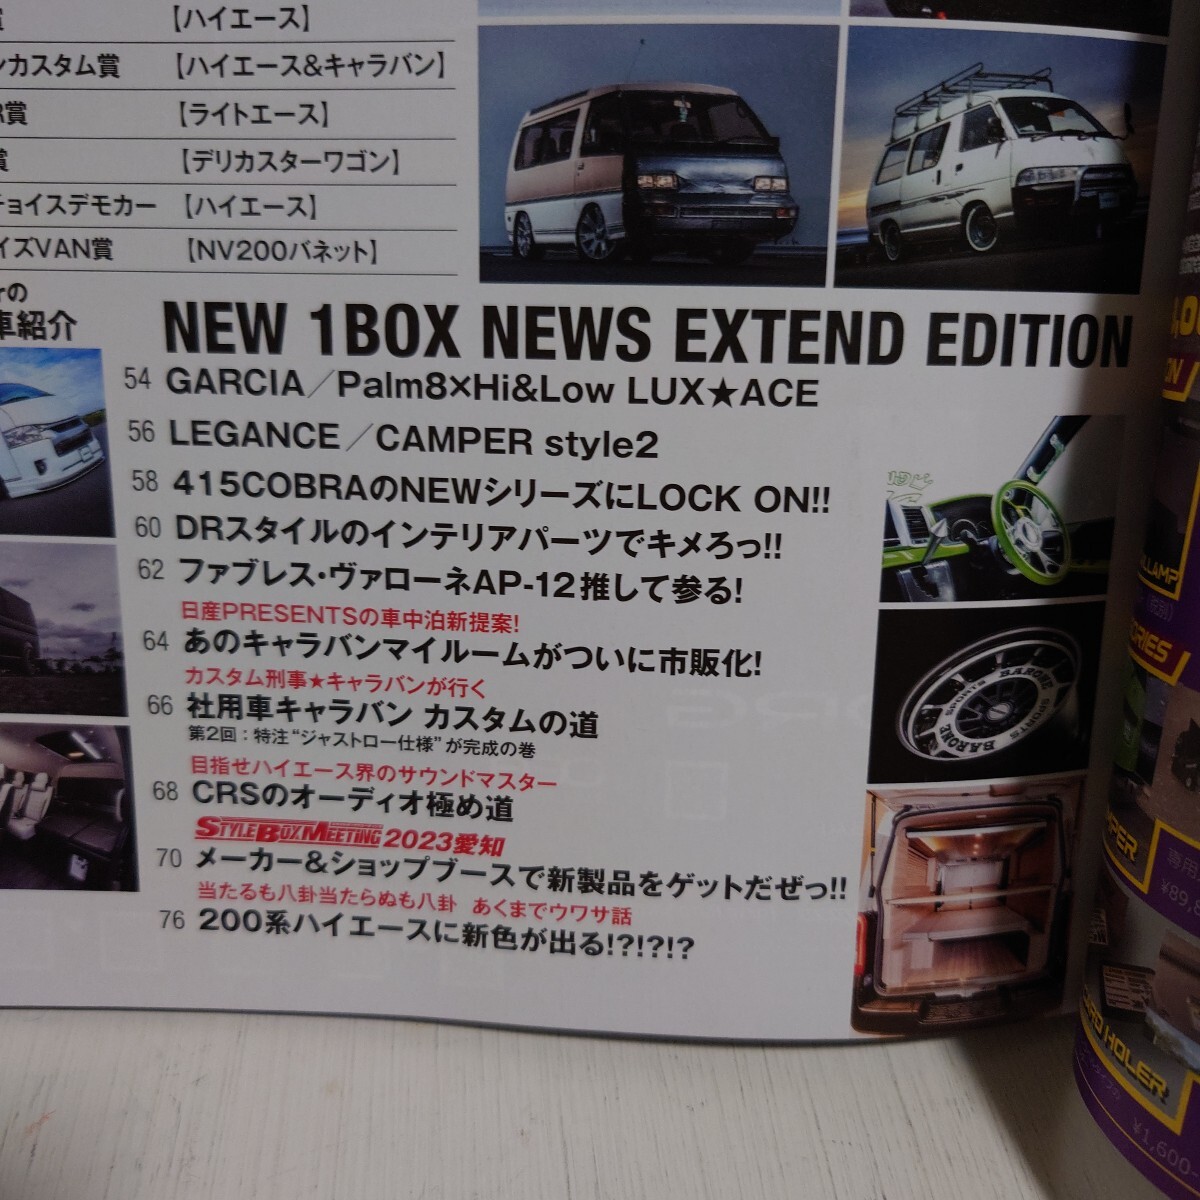 賞 【ハイエース】
ンカスタム賞 【ハイエース&キャラバン】
賞 【ライトエース】
賞 【デリカスターワゴン】
チョイスデモカー 【ハイエース】
イズVAN賞 【NV200バネット】
rの
車紹介
NEW 1BOX NEWS EXTEND EDITION
54 GARCIA／Palm8×Hi&Low LUX★ACE
56 LEGANCE／CAMPER style2
58 415COBRAのNEWシリーズにLOCK ON!!
60 DRスタイルのインテリアパーツでキメろっ!!
62 ファブレス・ヴァローネAP-12推して参る!
日産PRESENTSの車中泊新提案!
64 あのキャラバンマイルームがついに市販化!
カスタム刑事★キャラバンが行く
66 社用車キャラバン カスタムの道
第2回：特注“ジャストロー仕様”が完成の巻
目指せハイエース界のサウンドマスター
68 CRSのオーディオ極め道
STYLE BOX MEETING 2023愛知
70 メーカー&ショップブースで新製品をゲットだぜっ!!
当たるも八卦当たらぬも八卦 あくまでウワサ話
76 200系ハイエースに新色が出る!?!?!?
BARONE SPORTS BARONE SPORTS
LLAMP
ORIES
MPER
¥89,8
ARD HOLER
¥1,600-